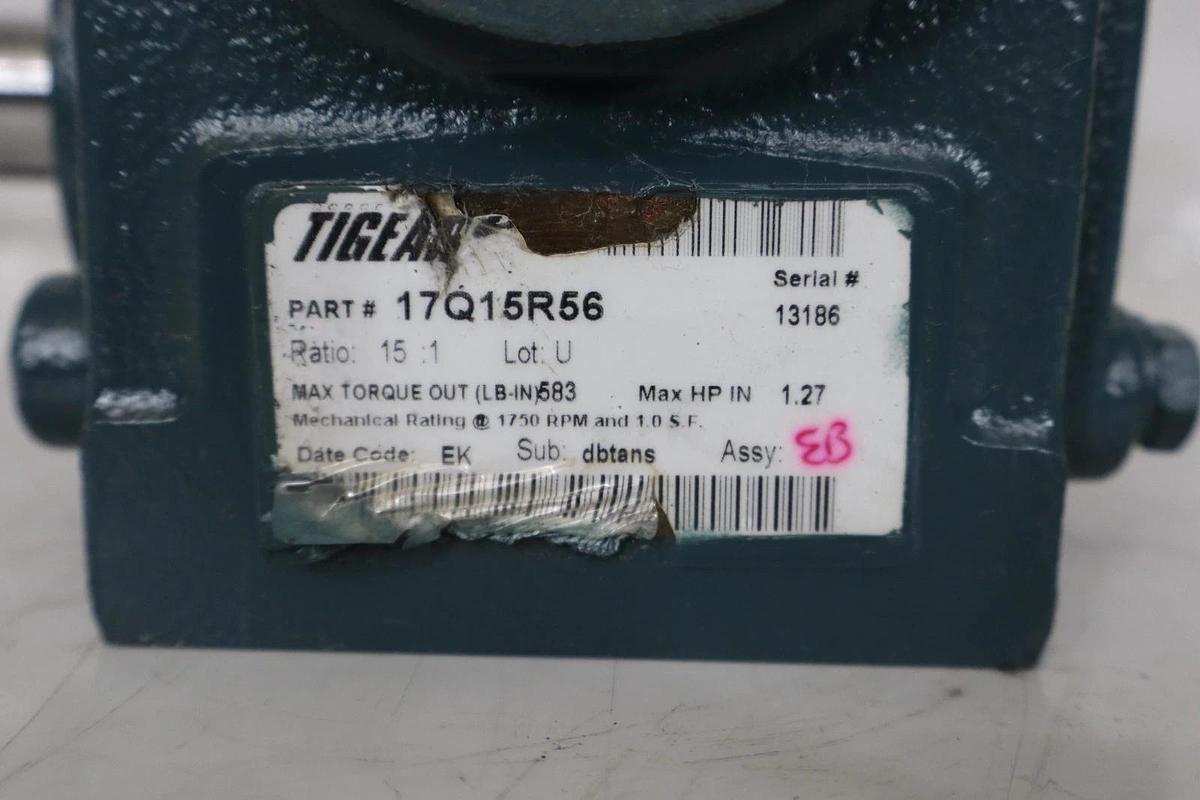 TIGEAR
Serial #
PART # 17Q15R56 13186
Ratio: 15 :1 Lot: U
MAX TORQUE OUT (LB-IN)583 Max HP IN 1.27
Mechanical Rating @ 1750 RPM and 1.0 S.F.
Date Code: EK Sub: dbtans Assy: EB